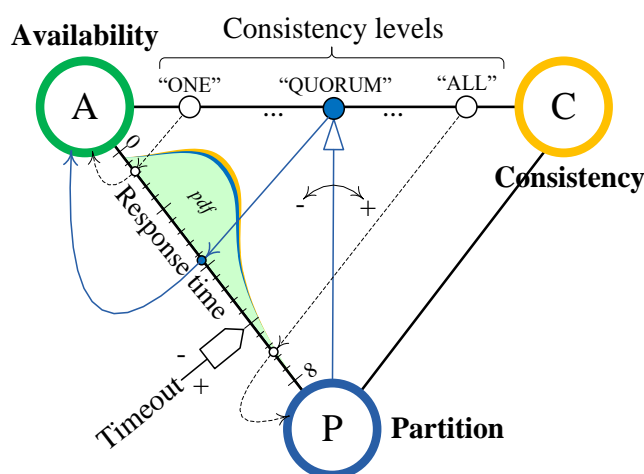 Availability
Consistency levels
"ONE"
"QUORUM"
"ALL"
A
...
...
C
0
Consistency
pdf
Response time
-
+
-
+
Timeout
8
P
Partition